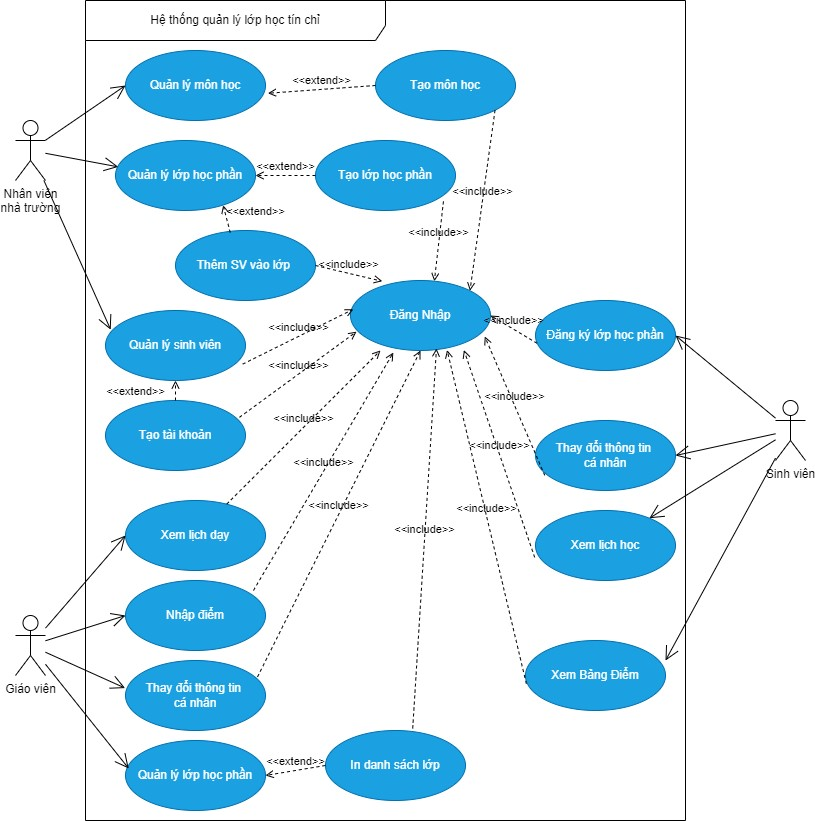 Hệ thống quản lý lớp học tín chỉ
Quản lý môn học
<<extend>>
Tạo môn học
Nhân viên
nhà trường
Quản lý lớp học phần
<<extend>>
Tạo lớp học phần
<<include>>
<<extend>>
<<include>>
Thêm SV vào lớp
<<include>>
Đăng Nhập
<<include>>
Đăng ký lớp học phần
Quản lý sinh viên
<<include>>
<<include>>
<<extend>>
Tạo tài khoản
<<include>>
<<include>>
Thay đổi thông tin
cá nhân
Sinh viên
<<include>>
<<include>>
<<include>>
<<include>>
<<include>>
Xem lịch dạy
Xem lịch học
Nhập điểm
Giáo viên
Thay đổi thông tin
cá nhân
Xem Bảng Điểm
Quản lý lớp học phần
<<extend>>
In danh sách lớp